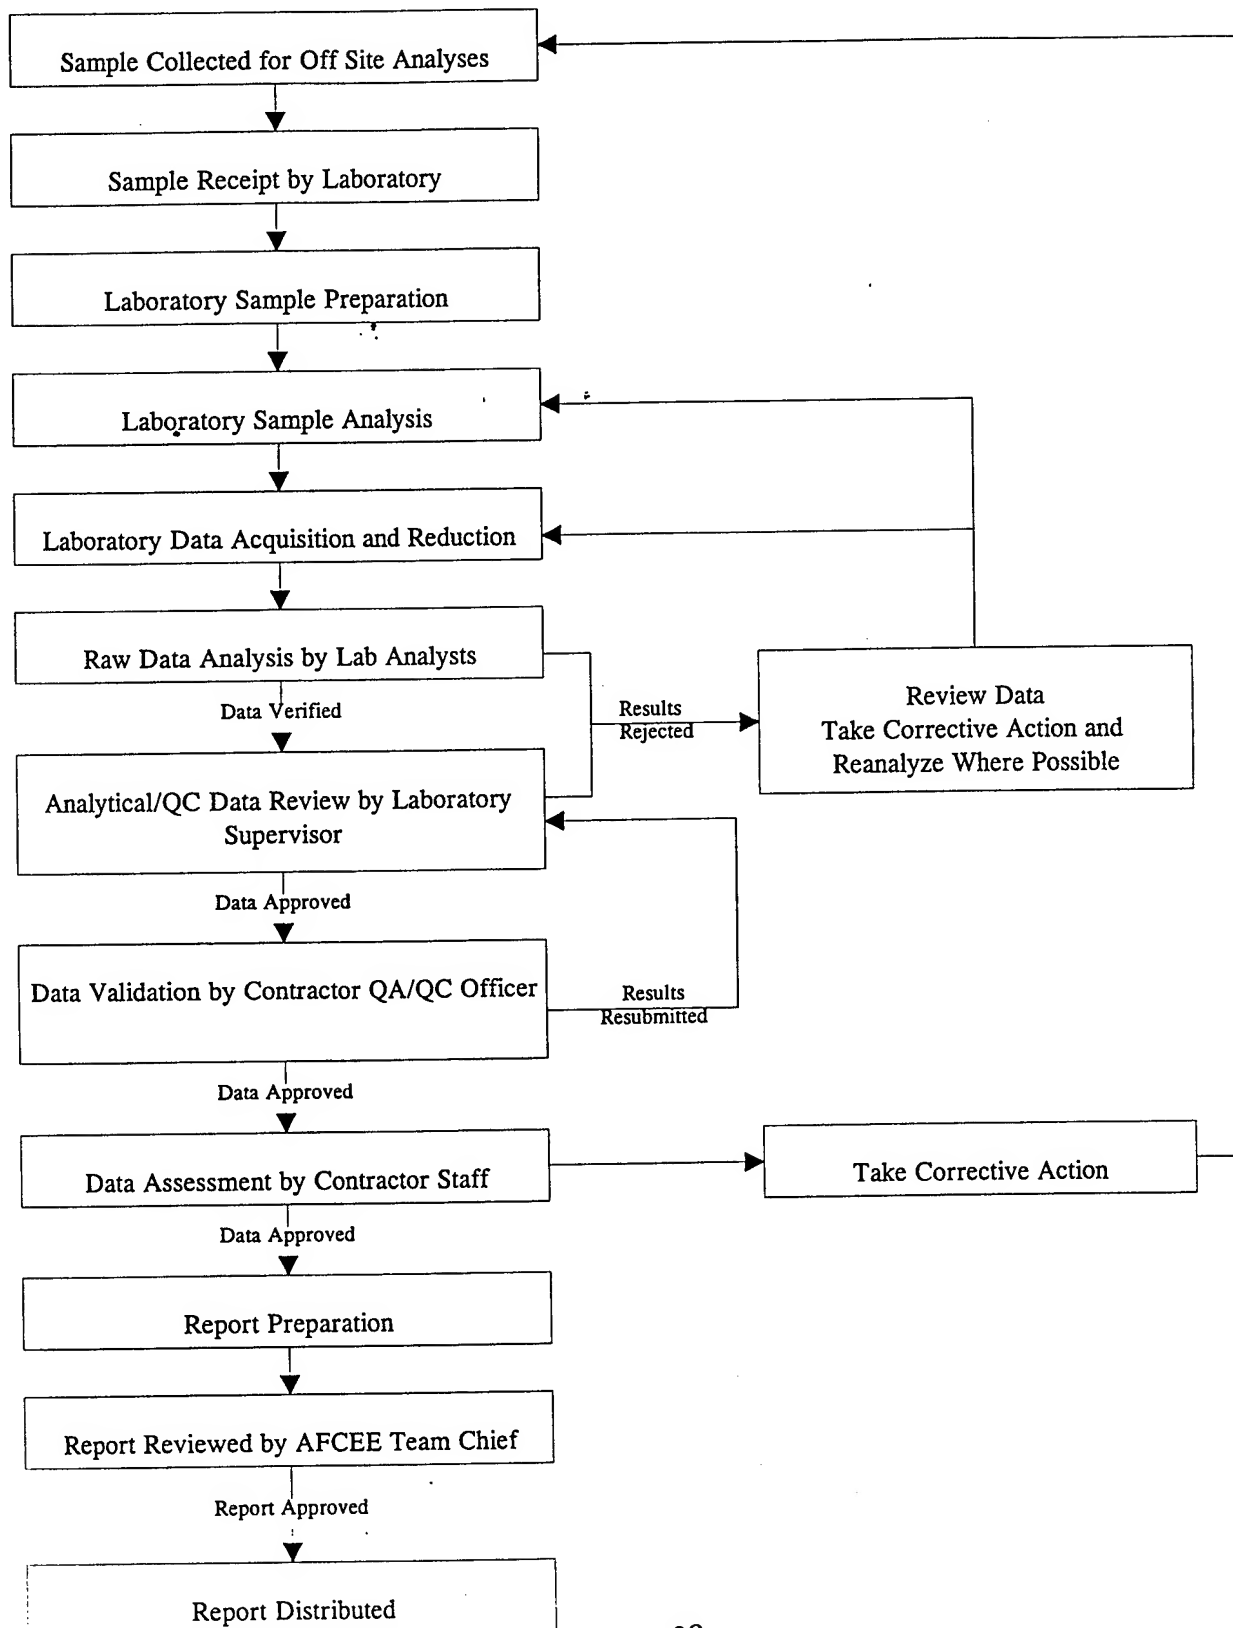 Sample Collected for Off Site Analyses
Sample Receipt by Laboratory
Laboratory Sample Preparation
Laboratory Sample Analysis
Laboratory Data Acquisition and Reduction
Raw Data Analysis by Lab Analysts
Data Verified
Results
Rejected
Review Data
Take Corrective Action and
Reanalyze Where Possible
Analytical/QC Data Review by Laboratory
Supervisor
Data Approved
Data Validation by Contractor QA/QC Officer
Results
Resubmitted
Data Approved
Data Assessment by Contractor Staff
Take Corrective Action
Data Approved
Report Preparation
Report Reviewed by AFCEE Team Chief
Report Approved
Report Distributed